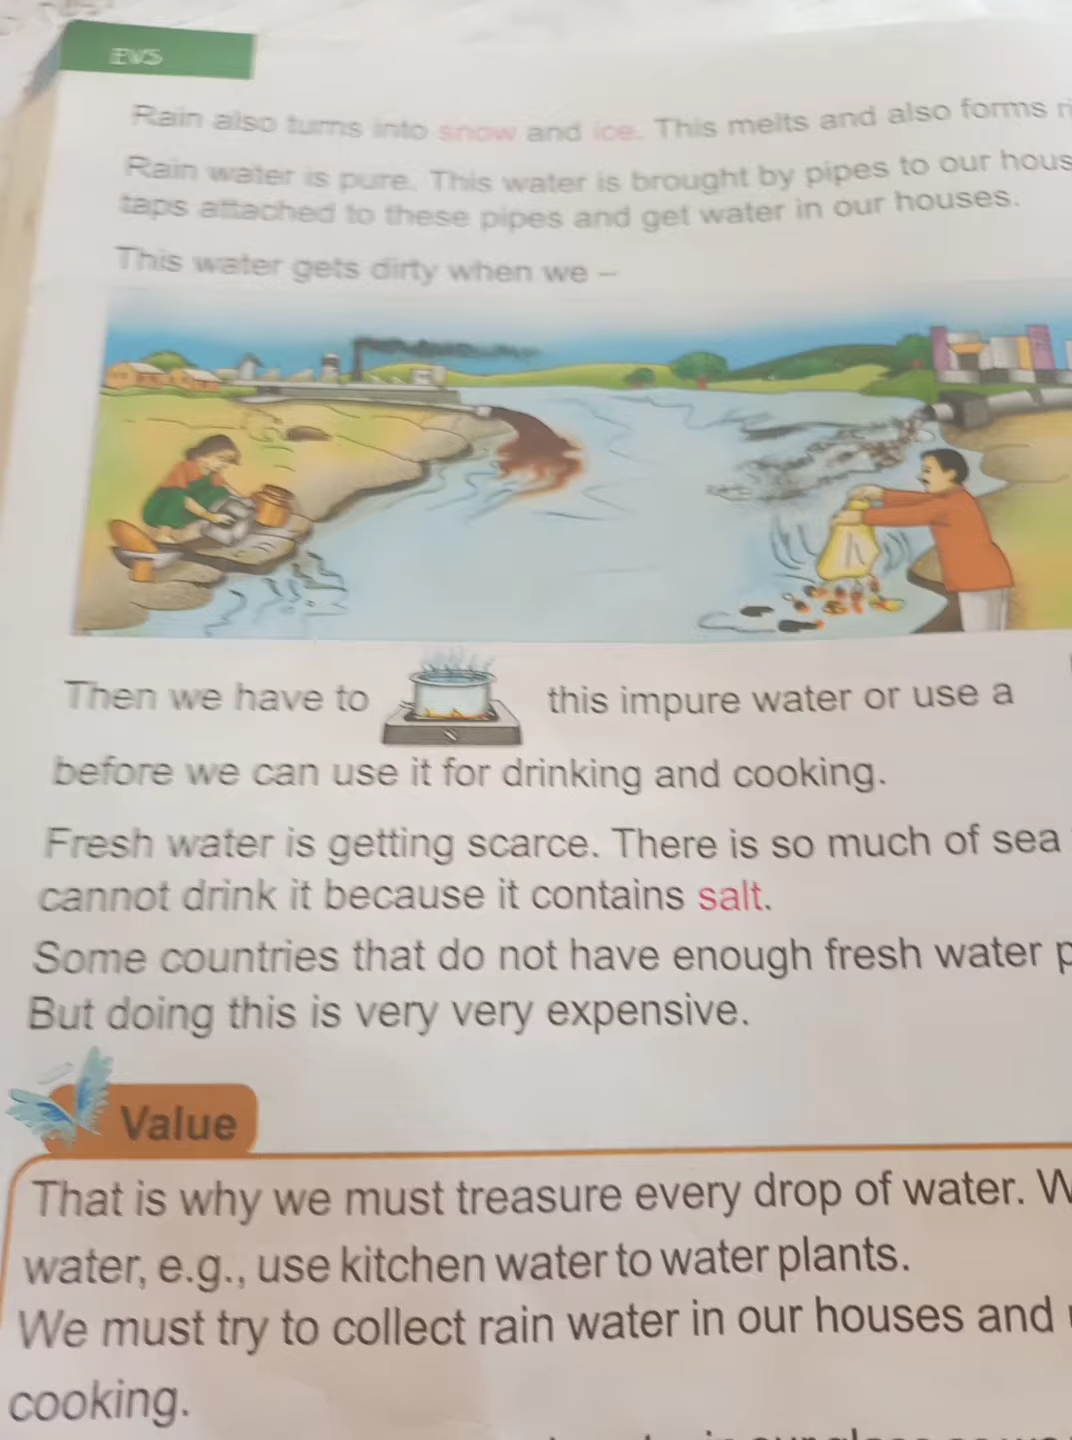 EVS
Rain also turns into snow and ice. This melts and also forms
Rain water is pure. This water is brought by pipes to our hous
taps attached to these pipes and get water in our houses.
This water gets dirty when we –
Then we have to this impure water or use a
before we can use it for drinking and cooking.
Fresh water is getting scarce. There is so much of sea
cannot drink it because it contains salt.
Some countries that do not have enough fresh water p
But doing this is very very expensive.
Value
That is why we must treasure every drop of water. W
water, e.g., use kitchen water to water plants.
We must try to collect rain water in our houses and
cooking.